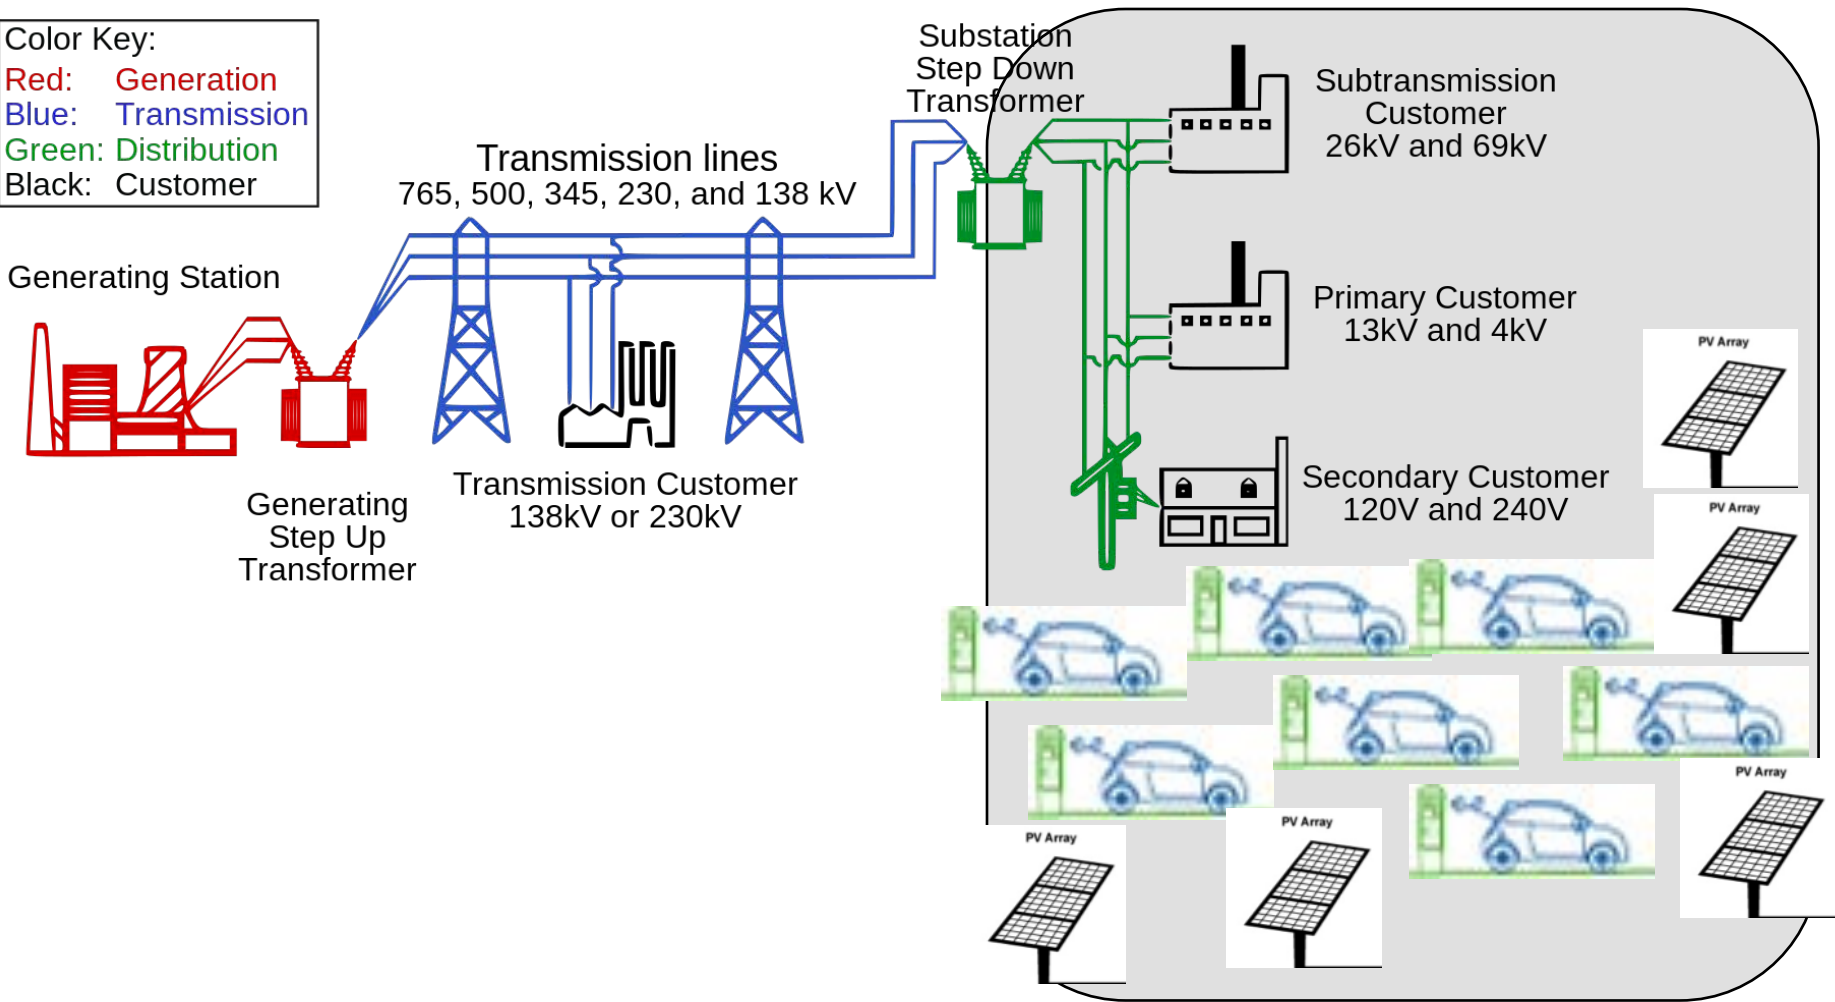 Color Key:
Red: Generation
Blue: Transmission
Green: Distribution
Black: Customer
Substation
Step Down
Transformer
Subtransmission
Customer
26kV and 69kV
Transmission lines
765, 500, 345, 230, and 138 kV
Generating Station
Primary Customer
13kV and 4kV
PV Array
Transmission Customer
138kV or 230kV
Generating
Step Up
Transformer
Secondary Customer
120V and 240V
PV Array
PV Array
PV Array
PV Array